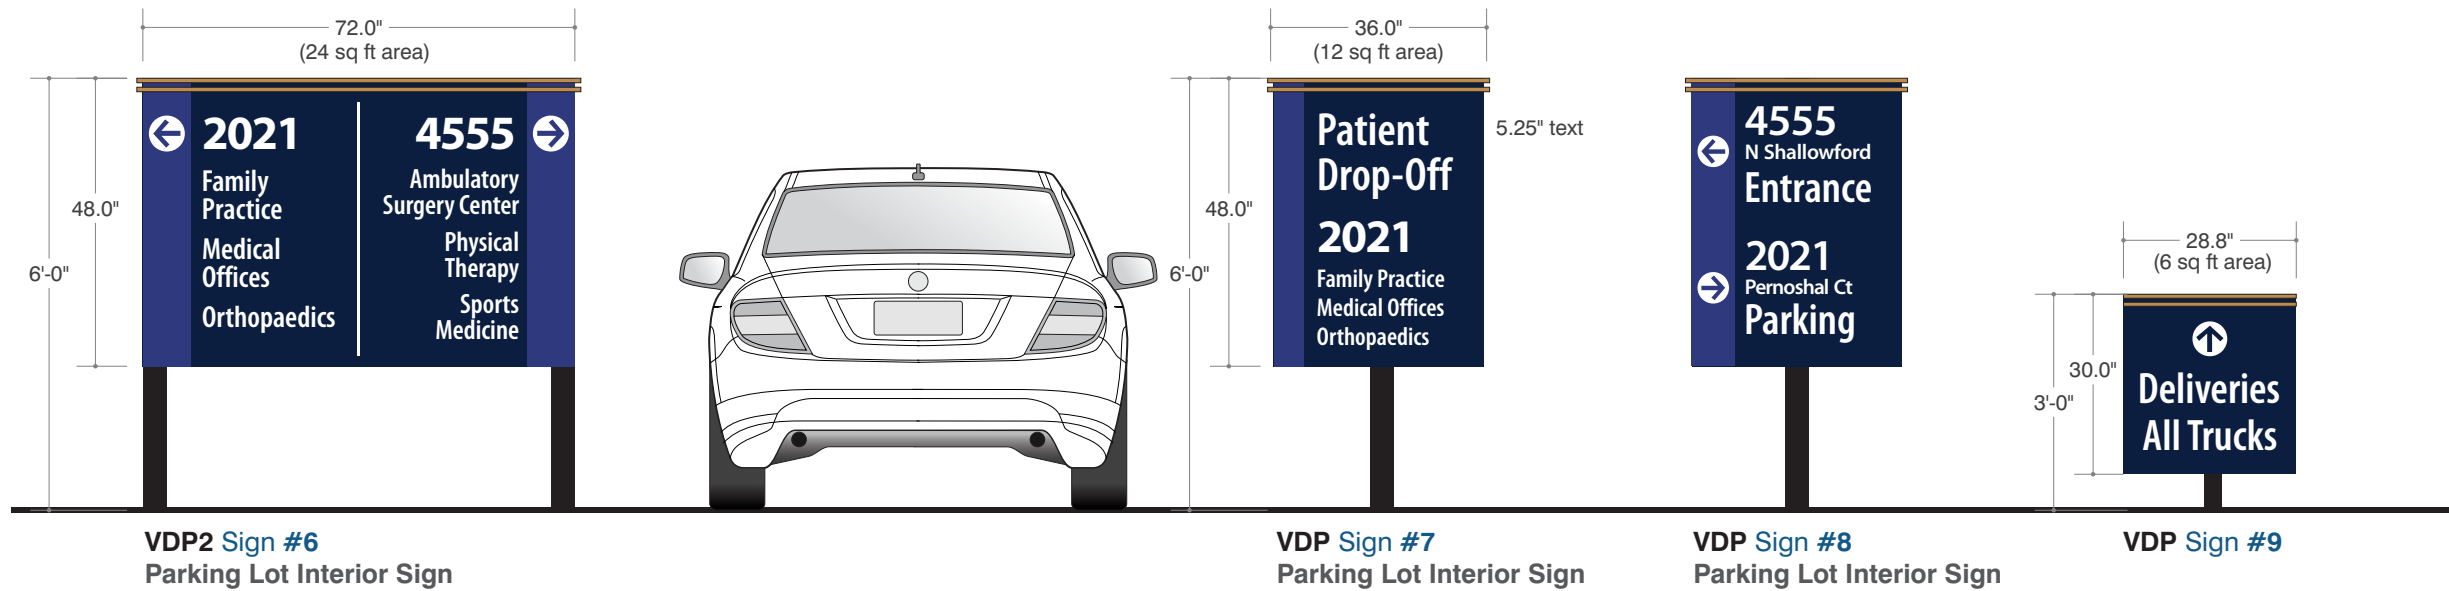 72.0"
(24 sq ft area)
6'-0"
48.0"
2021
Family
Practice
Medical
Offices
Orthopaedics
4555
Ambulatory
Surgery Center
Physical
Therapy
Sports
Medicine
VDP2 Sign #6
Parking Lot Interior Sign
36.0"
(12 sq ft area)
6'-0"
48.0"
5.25" text
Patient
Drop-Off
2021
Family Practice
Medical Offices
Orthopaedics
VDP Sign #7
Parking Lot Interior Sign
4555
N Shallowford
Entrance
2021
Pernoshal Ct
Parking
VDP Sign #8
Parking Lot Interior Sign
28.8"
(6 sq ft area)
3'-0"
30.0"
Deliveries
All Trucks
VDP Sign #9